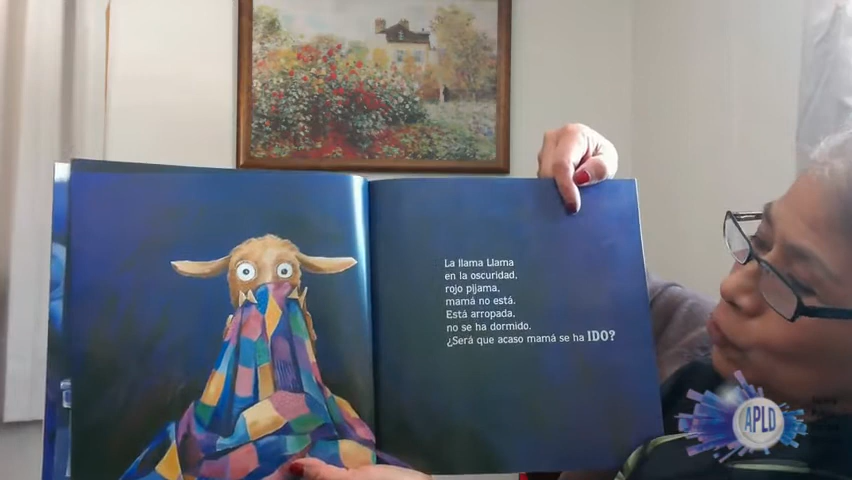 La llama Llama
en la oscuridad,
rojo pijama,
mamá no está.
Está arropada,
no se ha dormido.
¿Será que acaso mamá se ha IDO?
APLD